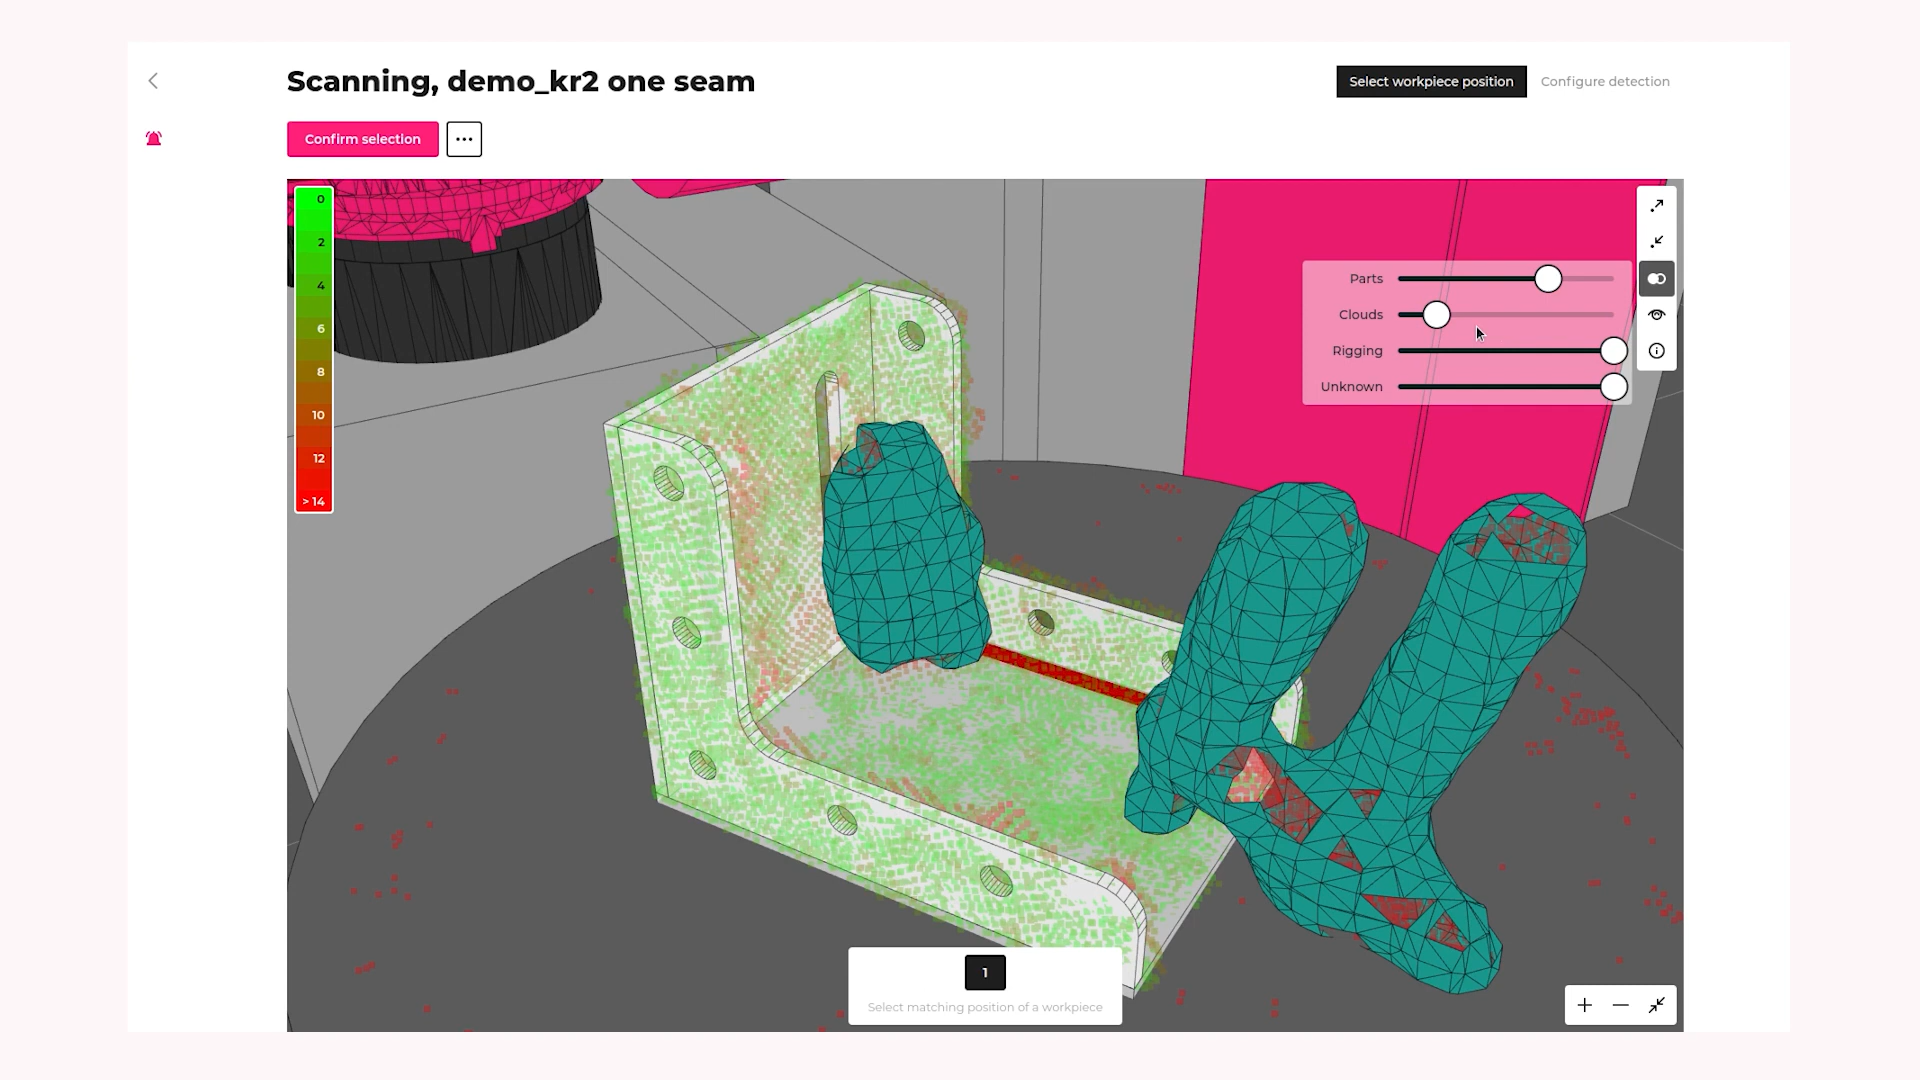 Scanning, demo_kr2 one seam
Select workpiece position
Configure detection
Confirm selection
0
2
4
6
8
10
12
> 14
Parts
Clouds
Rigging
Unknown
1
Select matching position of a workpiece